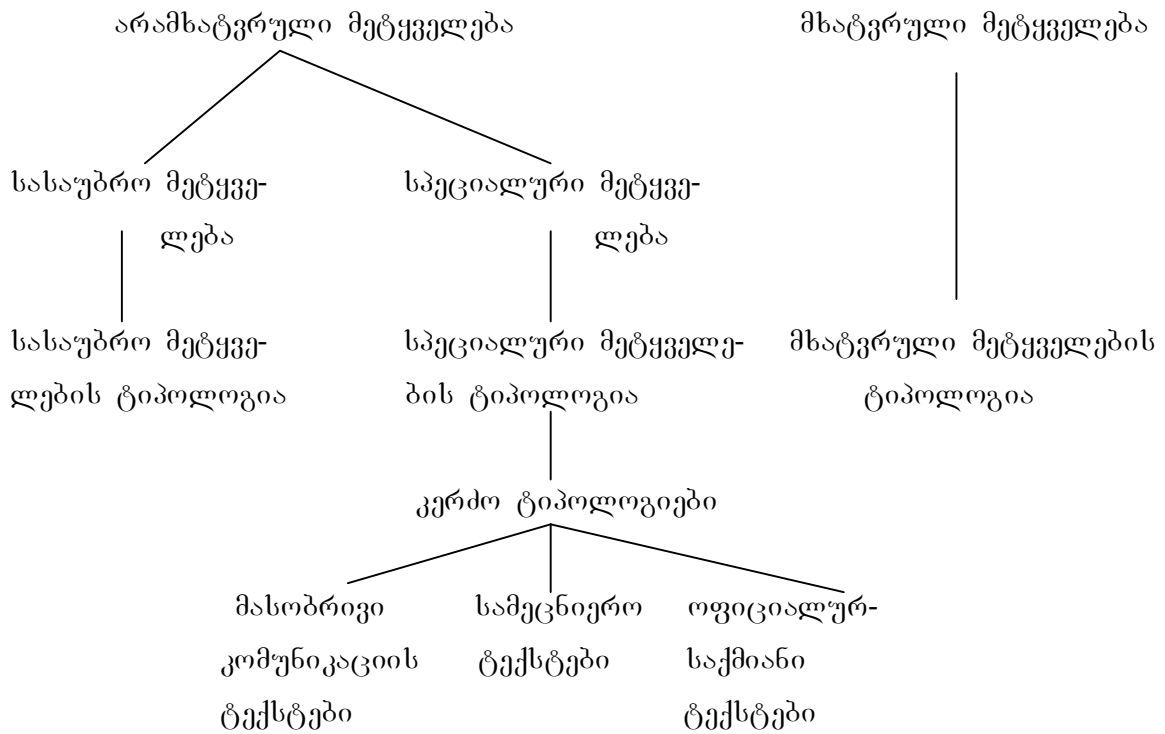 არამხატვრული მეტყველება
მხატვრული მეტყველება
სასაუბრო მეტყვე-
ლება
სპეციალური მეტყვე-
ლება
სასაუბრო მეტყვე-
ლების ტიპოლოგია
სპეციალური მეტყველე-
ბის ტიპოლოგია
მხატვრული მეტყველების
ტიპოლოგია
კერძო ტიპოლოგიები
მასობრივი
კომუნიკაციის
ტექსტები
სამეცნიერო
ტექსტები
ოფიციალურ-
საქმიანი
ტექსტები